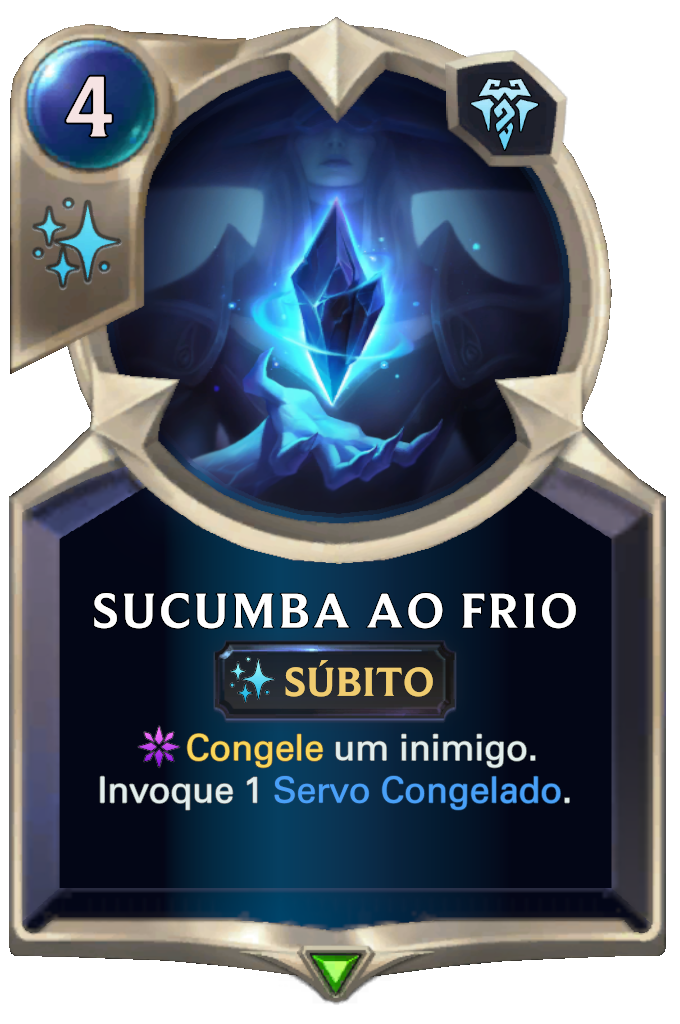 4
SUCUMBA AO FRIO
SÚBITO
Congele um inimigo.
Invoque 1 Servo Congelado.